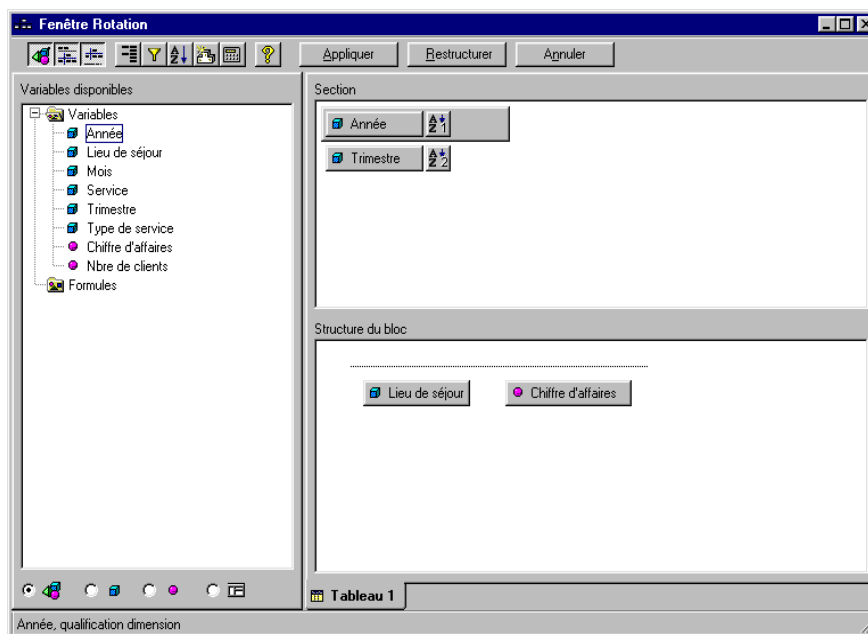 Fenêtre Rotation
Appliquer
Restructurer
Annuler
Variables disponibles
Variables
Année
Lieu de séjour
Mois
Service
Trimestre
Type de service
Chiffre d'affaires
Nbre de clients
Formules
Section
Année
A
Z 1
Trimestre
A
Z 2
Structure du bloc
Lieu de séjour
Chiffre d'affaires
Tableau 1
Année, qualification dimension